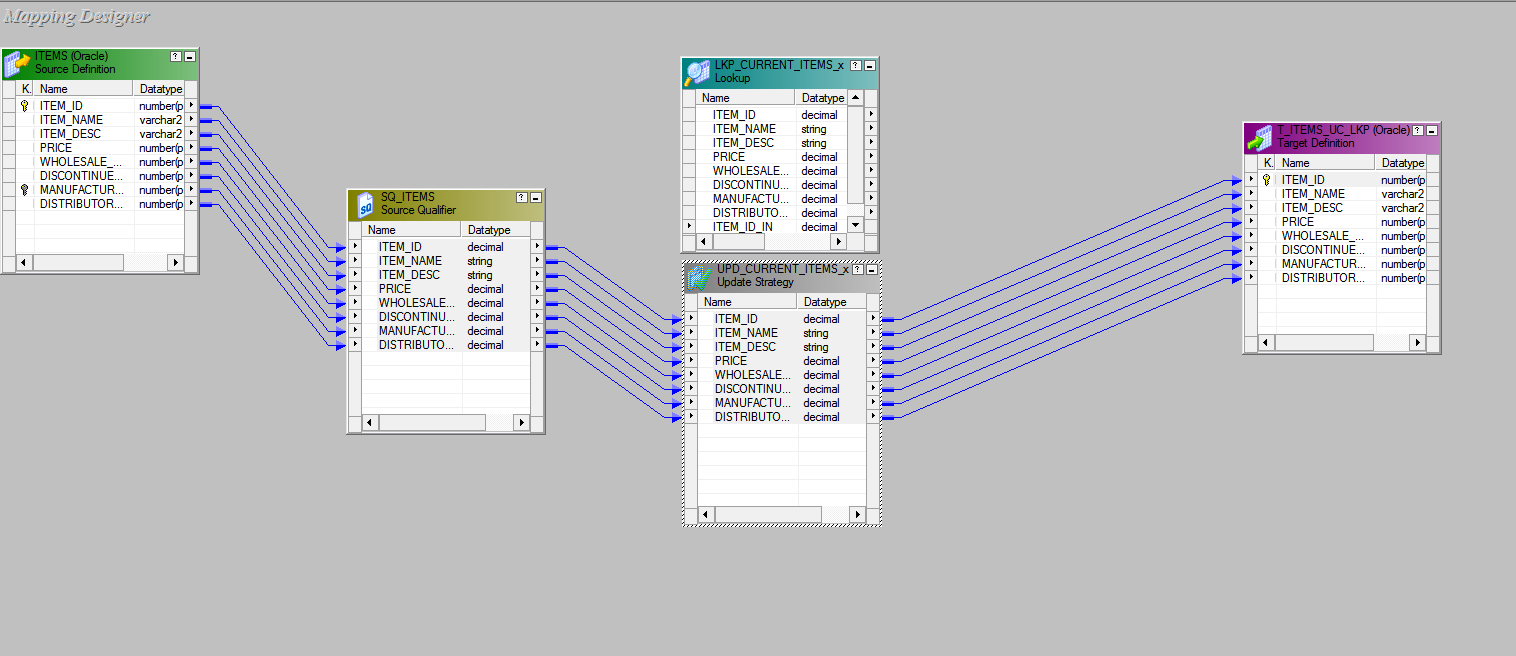 Mapping Designer
ITEMS (Oracle)
Source Definition
K. Name Datatype
ITEM_ID number(p
ITEM_NAME varchar2
ITEM_DESC varchar2
PRICE number(p
WHOLESALE_... number(p
DISCONTINUE... number(p
MANUFACTUR... number(p
DISTRIBUTOR... number(p
SQ_ITEMS
Source Qualifier
Name Datatype
ITEM_ID decimal
ITEM_NAME string
ITEM_DESC string
PRICE decimal
WHOLESALE... decimal
DISCONTINU... decimal
MANUFACTU... decimal
DISTRIBUTO... decimal
LKP_CURRENT_ITEMS_x
Lookup
Name Datatype
ITEM_ID decimal
ITEM_NAME string
ITEM_DESC string
PRICE decimal
WHOLESALE... decimal
DISCONTINU... decimal
MANUFACTU... decimal
DISTRIBUTO... decimal
ITEM_ID_IN decimal
UPD_CURRENT_ITEMS_x
Update Strategy
Name Datatype
ITEM_ID decimal
ITEM_NAME string
ITEM_DESC string
PRICE decimal
WHOLESALE... decimal
DISCONTINU... decimal
MANUFACTU... decimal
DISTRIBUTO... decimal
T_ITEMS_UC_LKP (Oracle)
Target Definition
K. Name Datatype
ITEM_ID number(p
ITEM_NAME varchar2
ITEM_DESC varchar2
PRICE number(p
WHOLESALE_... number(p
DISCONTINUE... number(p
MANUFACTUR... number(p
DISTRIBUTOR... number(p